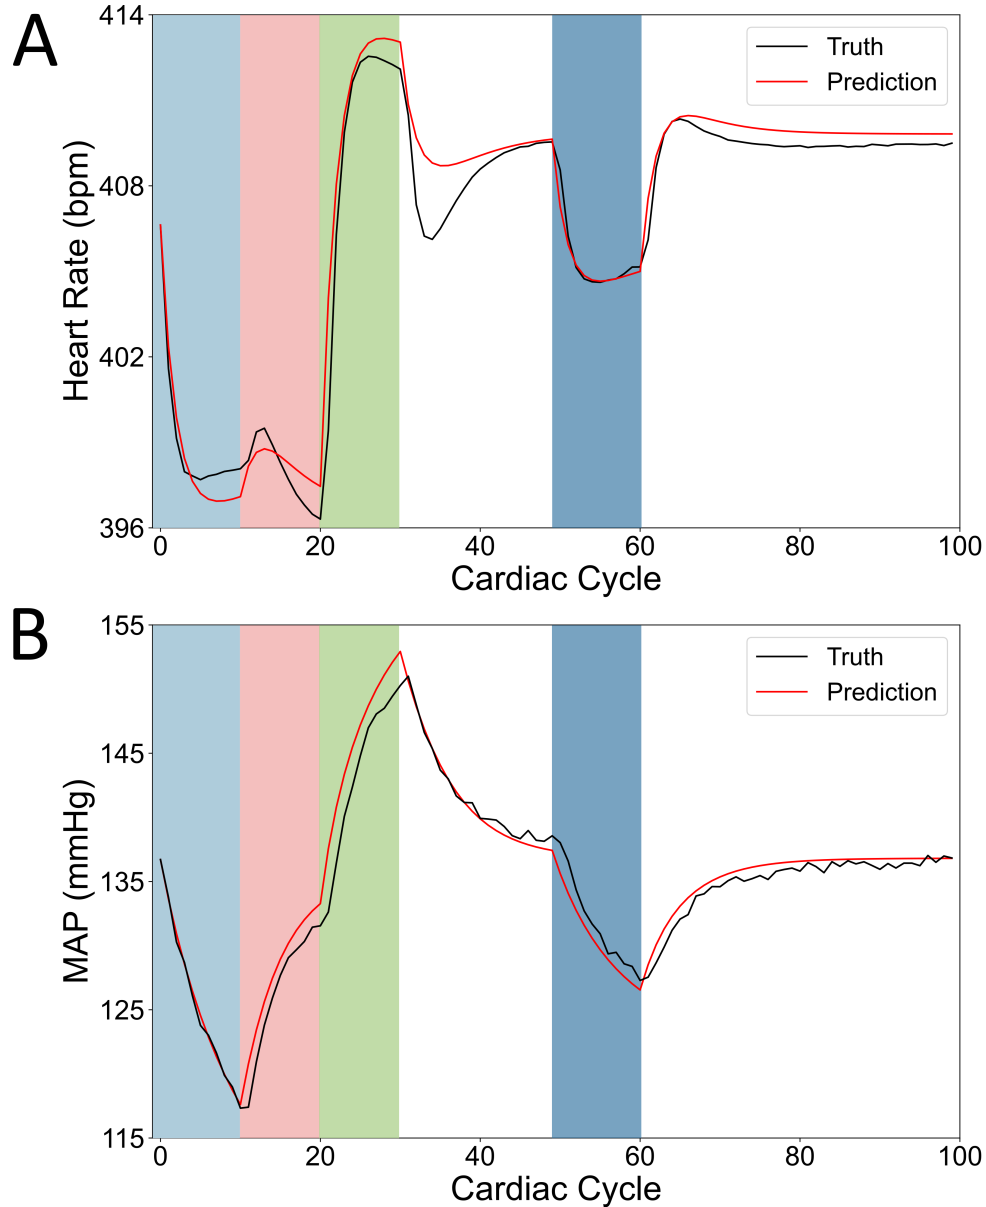 A
414
408
402
396
Heart Rate (bpm)
Truth
Prediction
0 20 40 60 80 100
Cardiac Cycle
B
155
145
135
125
115
MAP (mmHg)
Truth
Prediction
0 20 40 60 80 100
Cardiac Cycle